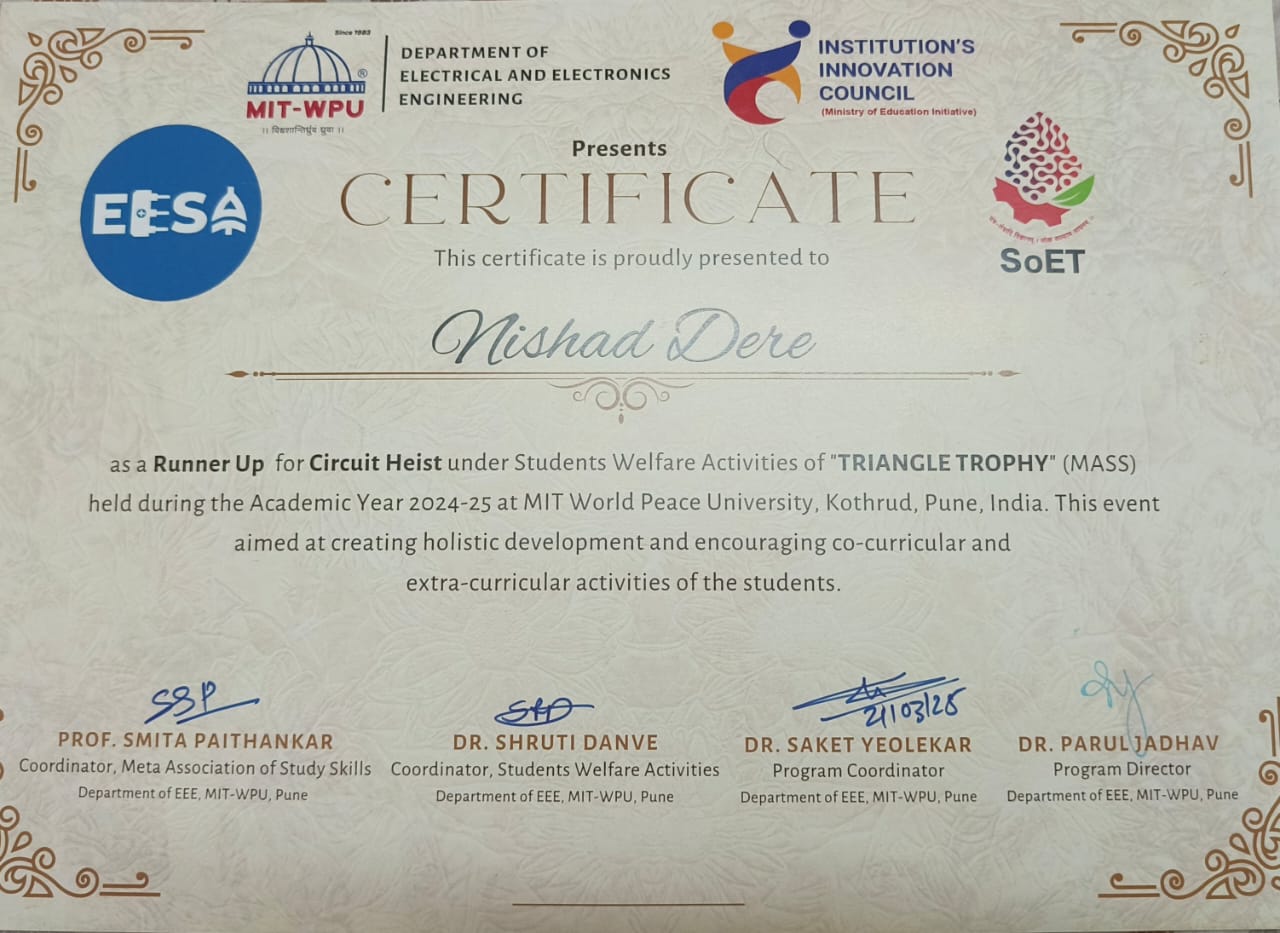 Since 1983
MIT-WPU
®
|| विश्वशान्तिर्ध्रुवं ध्रुवा ||
DEPARTMENT OF
ELECTRICAL AND ELECTRONICS
ENGINEERING
INSTITUTION'S
INNOVATION
COUNCIL
(Ministry of Education Initiative)
EESA
SoET
Presents
CERTIFICATE
This certificate is proudly presented to
Nishad Dere
as a Runner Up for Circuit Heist under Students Welfare Activities of "TRIANGLE TROPHY" (MASS)
held during the Academic Year 2024-25 at MIT World Peace University, Kothrud, Pune, India. This event
aimed at creating holistic development and encouraging co-curricular and
extra-curricular activities of the students.
SSP
21/03/25
PROF. SMITA PAITHANKAR
Coordinator, Meta Association of Study Skills
Department of EEE, MIT-WPU, Pune
DR. SHRUTI DANVE
Coordinator, Students Welfare Activities
Department of EEE, MIT-WPU, Pune
DR. SAKET YEOLEKAR
Program Coordinator
Department of EEE, MIT-WPU, Pune
DR. PARUL JADHAV
Program Director
Department of EEE, MIT-WPU, Pune